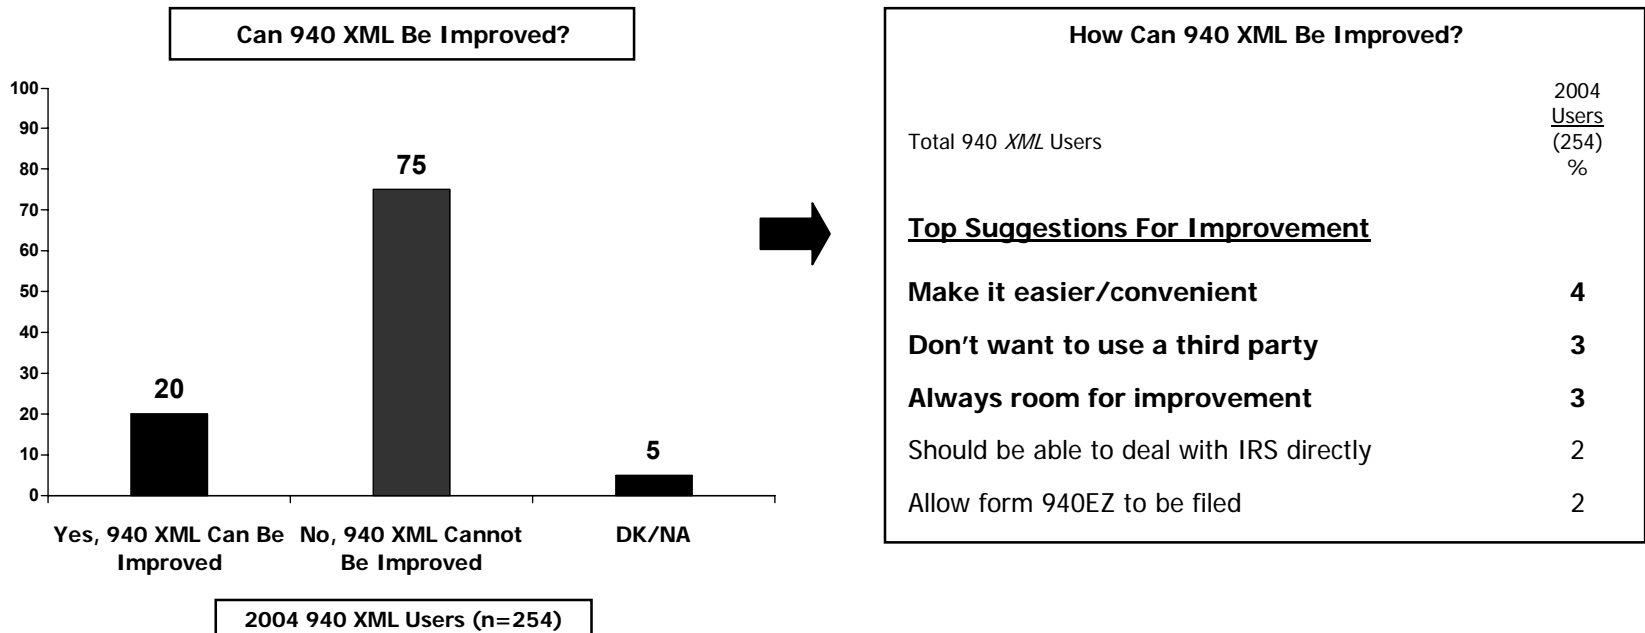 Can 940 XML Be Improved?
100
90
80
70
60
50
40
30
20
10
0
20
75
5
Yes, 940 XML Can Be
Improved
No, 940 XML Cannot
Be Improved
DK/NA
2004 940 XML Users (n=254)
How Can 940 XML Be Improved?
2004
Users
Total 940 XML Users (254)
%
Top Suggestions For Improvement
Make it easier/convenient 4
Don't want to use a third party 3
Always room for improvement 3
Should be able to deal with IRS directly 2
Allow form 940EZ to be filed 2